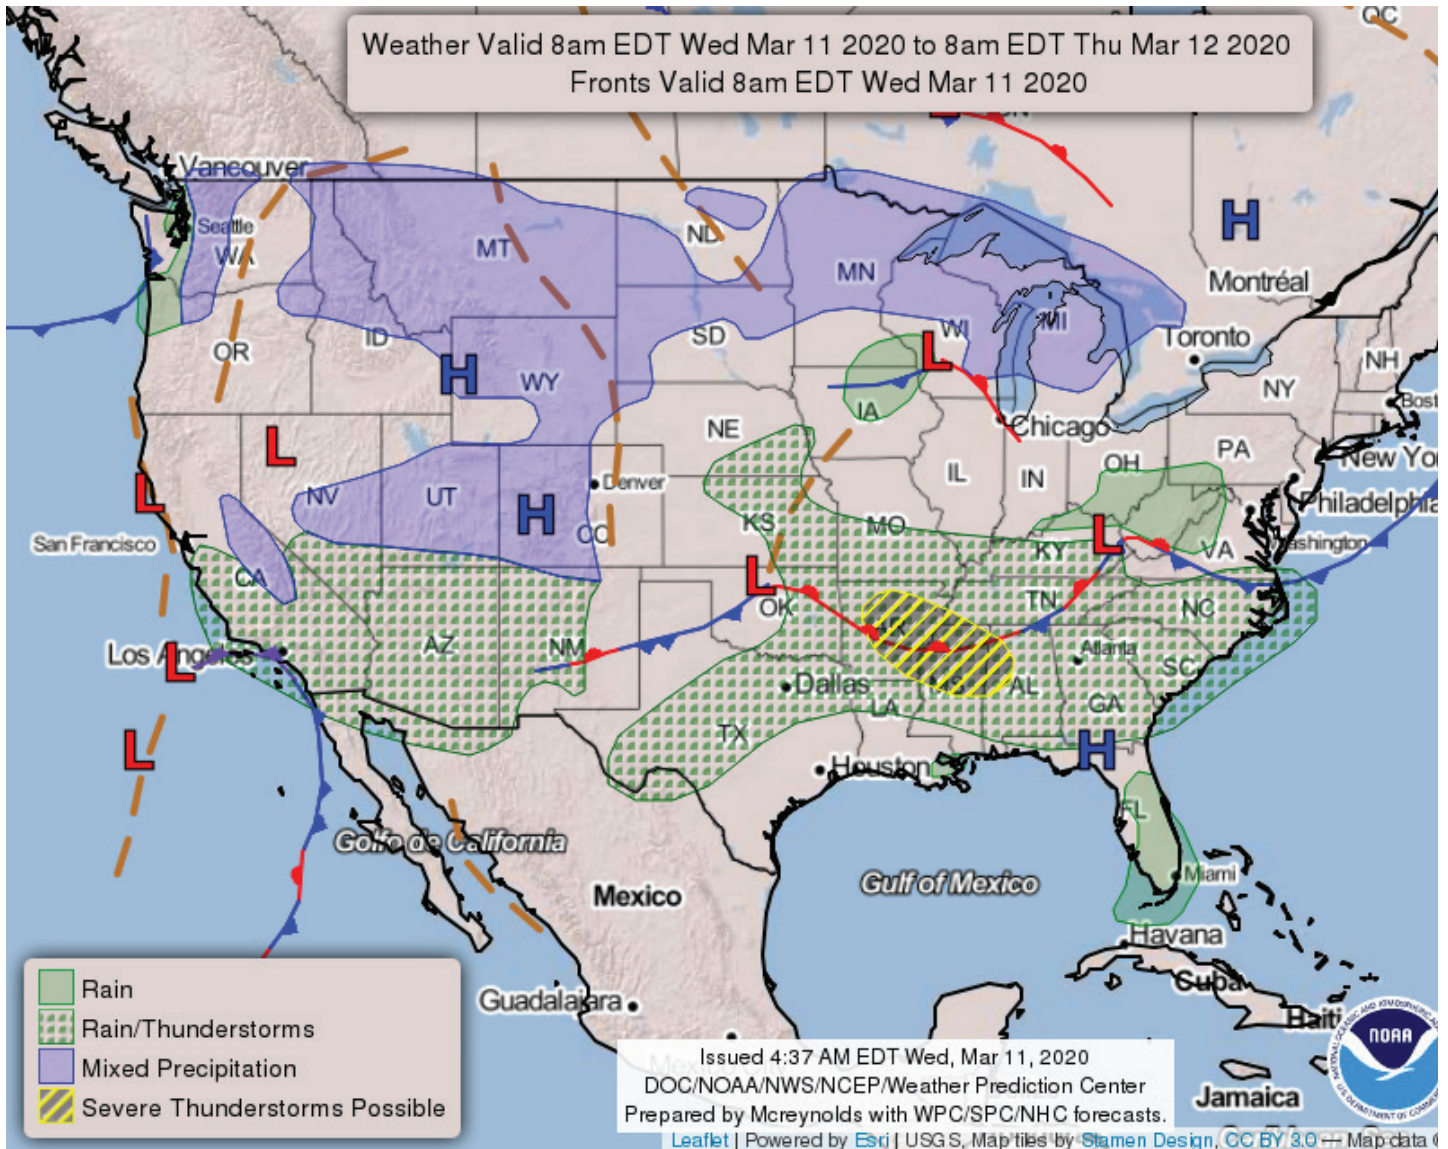 QC
Weather Valid 8am EDT Wed Mar 11 2020 to 8am EDT Thu Mar 12 2020
Fronts Valid 8am EDT Wed Mar 11 2020
Vancouver
Seattle
WA
MT
ND
MN
H
Montréal
OR
ID
H
WY
SD
WI
L
MI
Toronto
NH
NY
Bost
L
NV
UT
H
Denver
CO
NE
IA
Chicago
IL
IN
OH
PA
New Yo
Philadelphia
L
San Francisco
CA
KS
MO
KY
L
VA
Washington
L
OK
TN
NC
Los Angeles
L
AZ
NM
Dallas
MS
AL
Atlanta
SC
GA
LA
TX
L
Houston
H
FL
Miami
Golfo de California
Mexico
Gulf of Mexico
Havana
Cuba
Haiti
Guadalajara
Mexico City
Jamaica
Rain
Rain/Thunderstorms
Mixed Precipitation
Severe Thunderstorms Possible
Issued 4:37 AM EDT Wed, Mar 11, 2020
DOC/NOAA/NWS/NCEP/Weather Prediction Center
Prepared by Mcreynolds with WPC/SPC/NHC forecasts.
NOAA
Leaflet | Powered by Esri | USGS, Map tiles by Stamen Design, CC BY 3.0 — Map data ©